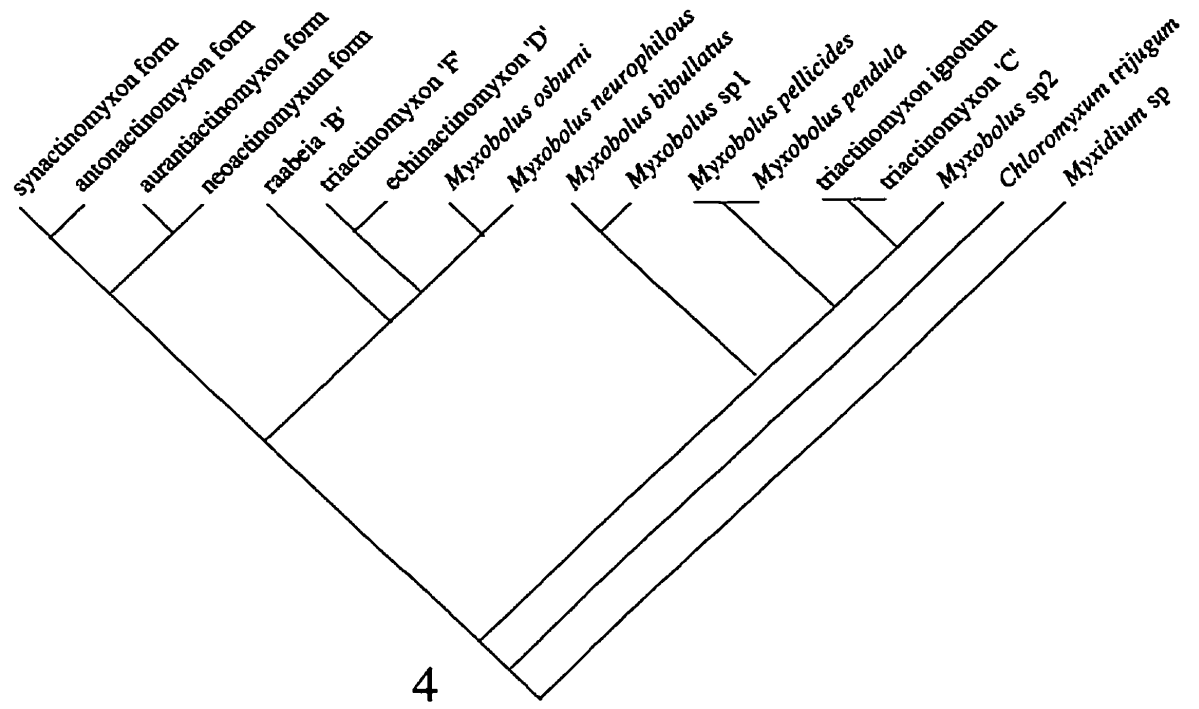 synactinomyxon form
antonactinomyxon form
aurantiactinomyxon form
neoactinomyxum form
raabeia 'B'
triactinomyxon 'F'
echinactinomyxon 'D'
Myxobolus osburni
Myxobolus neurophilous
Myxobolus bibullatus
Myxobolus sp1
Myxobolus pellicides
Myxobolus pendula
triactinomyxon ignotum
triactinomyxon 'C'
Myxobolus sp2
Chloromyxum trijugum
Myxidium sp
4